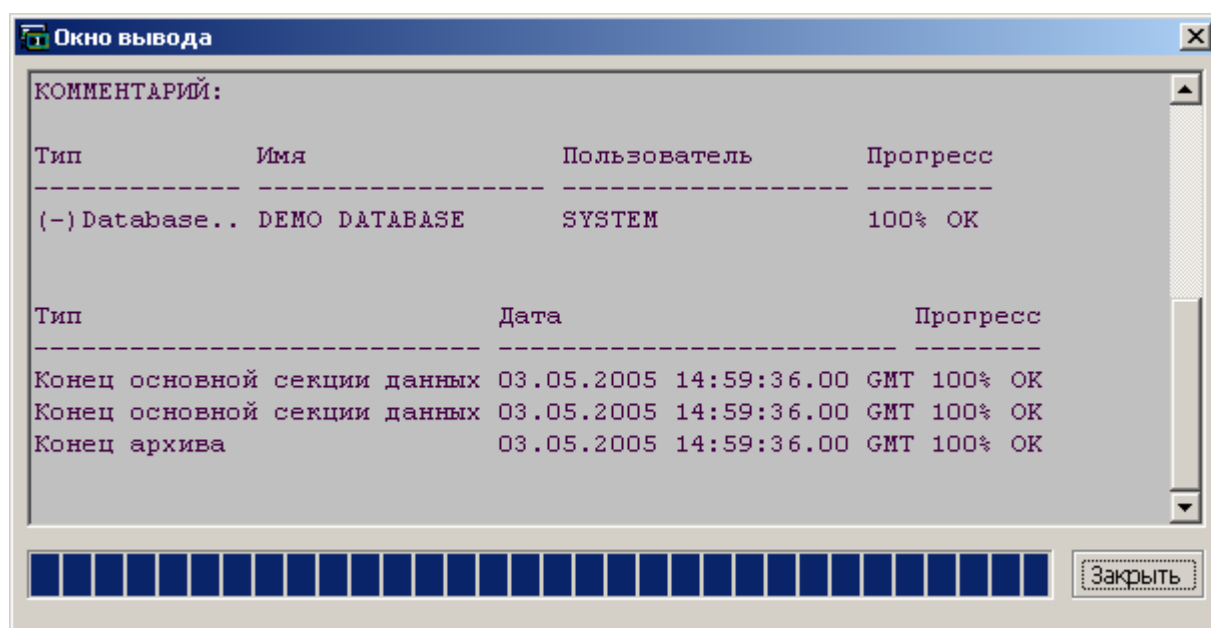 Окно вывода
КОММЕНТАРИЙ:
Тип Имя Пользователь Прогресс
------------- ------------------ ------------------ --------
(-)Database.. DEMO DATABASE SYSTEM 100% OK
Тип Дата Прогресс
---------------------------- ------------------------- --------
Конец основной секции данных 03.05.2005 14:59:36.00 GMT 100% OK
Конец основной секции данных 03.05.2005 14:59:36.00 GMT 100% OK
Конец архива 03.05.2005 14:59:36.00 GMT 100% OK
Закрыть